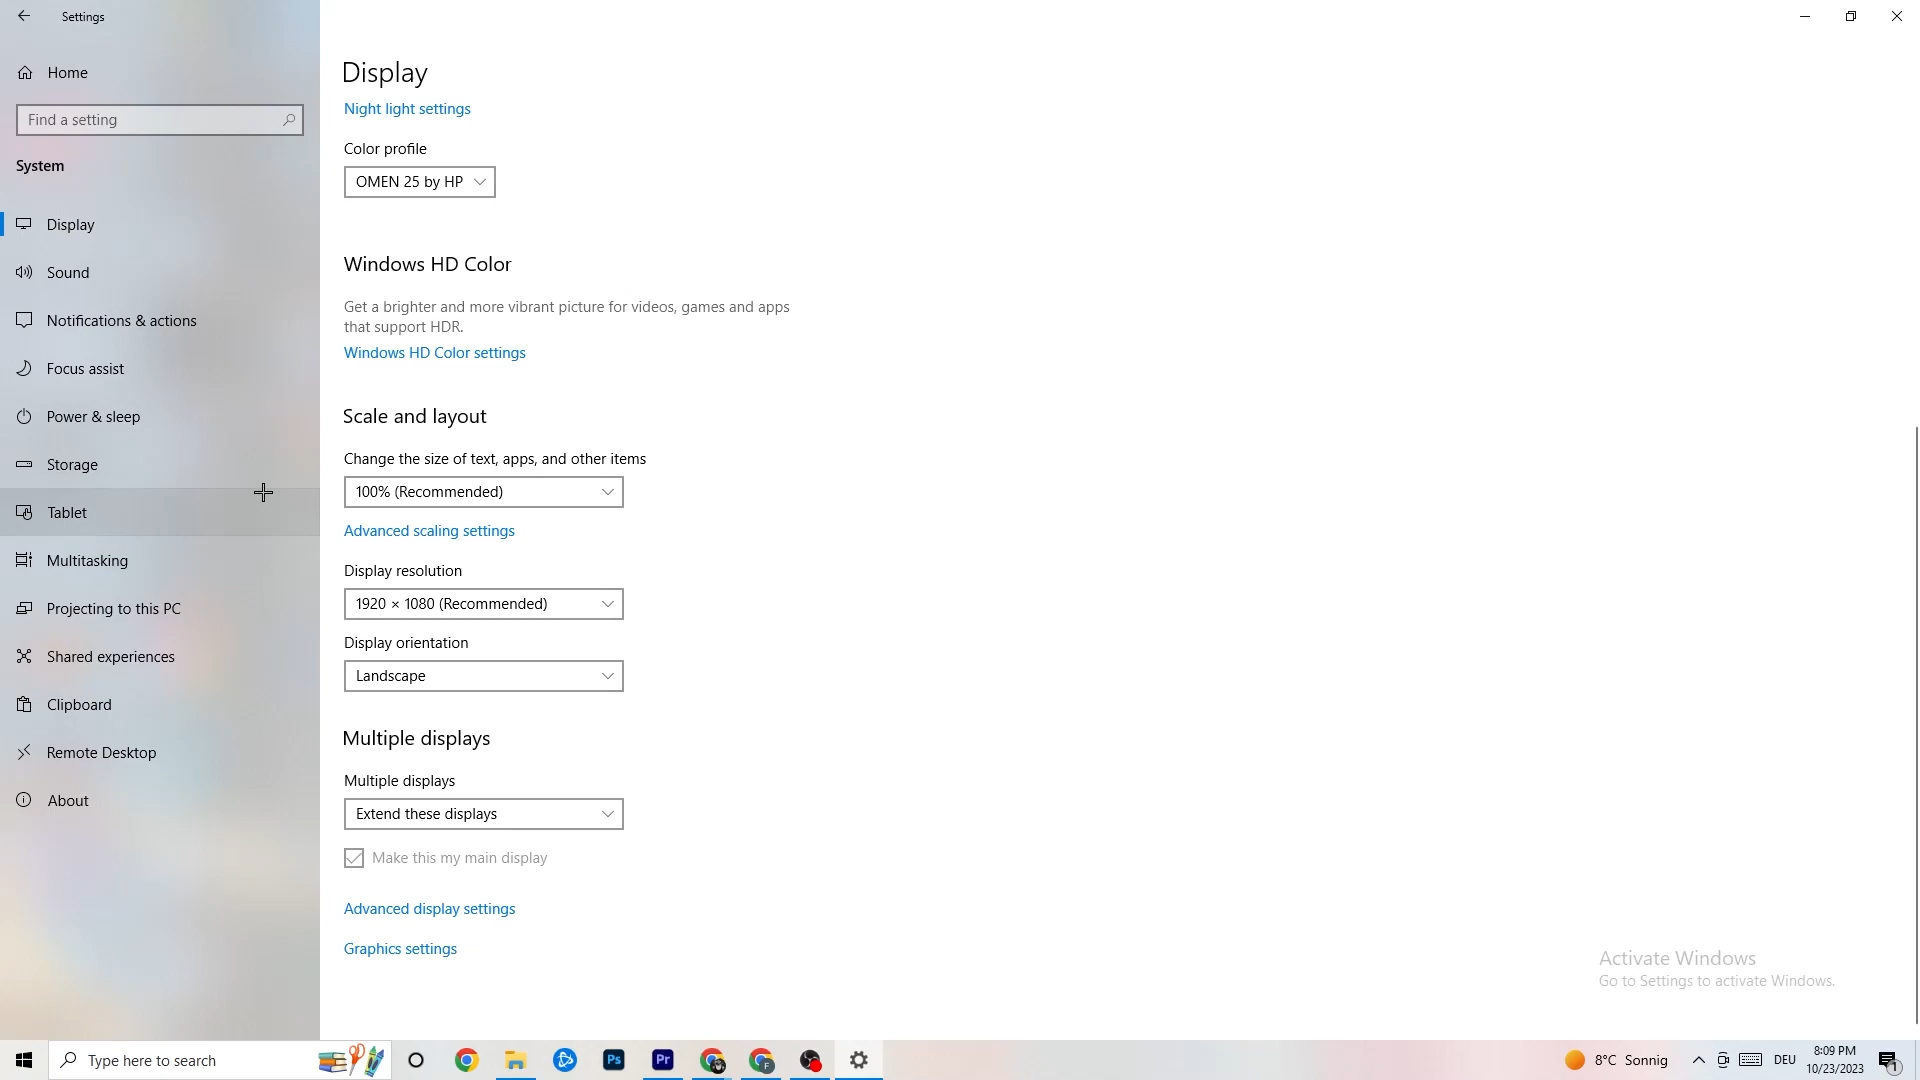 Settings
Home
Find a setting
System
Display
Sound
Notifications & actions
Focus assist
Power & sleep
Storage
Tablet
Multitasking
Projecting to this PC
Shared experiences
Clipboard
Remote Desktop
About
Display
Night light settings
Color profile
OMEN 25 by HP
Windows HD Color
Get a brighter and more vibrant picture for videos, games and apps
that support HDR.
Windows HD Color settings
Scale and layout
Change the size of text, apps, and other items
100% (Recommended)
Advanced scaling settings
Display resolution
1920 × 1080 (Recommended)
Display orientation
Landscape
Multiple displays
Multiple displays
Extend these displays
Make this my main display
Advanced display settings
Graphics settings
Activate Windows
Go to Settings to activate Windows.
Type here to search
Ps
Pr
F
8°C Sonnig
DEU
8:09 PM
10/23/2023
1